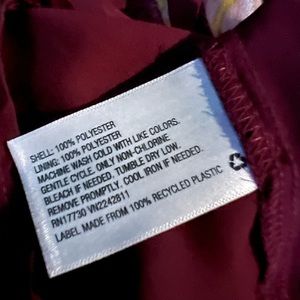 SHELL: 100% POLYESTER
LINING: 100% POLYESTER
MACHINE WASH COLD WITH LIKE COLORS.
GENTLE CYCLE. ONLY NON-CHLORINE
BLEACH IF NEEDED. TUMBLE DRY LOW.
REMOVE PROMPTLY. COOL IRON IF NEEDED.
RN17730 VN2242811
LABEL MADE FROM 100% RECYCLED PLASTIC